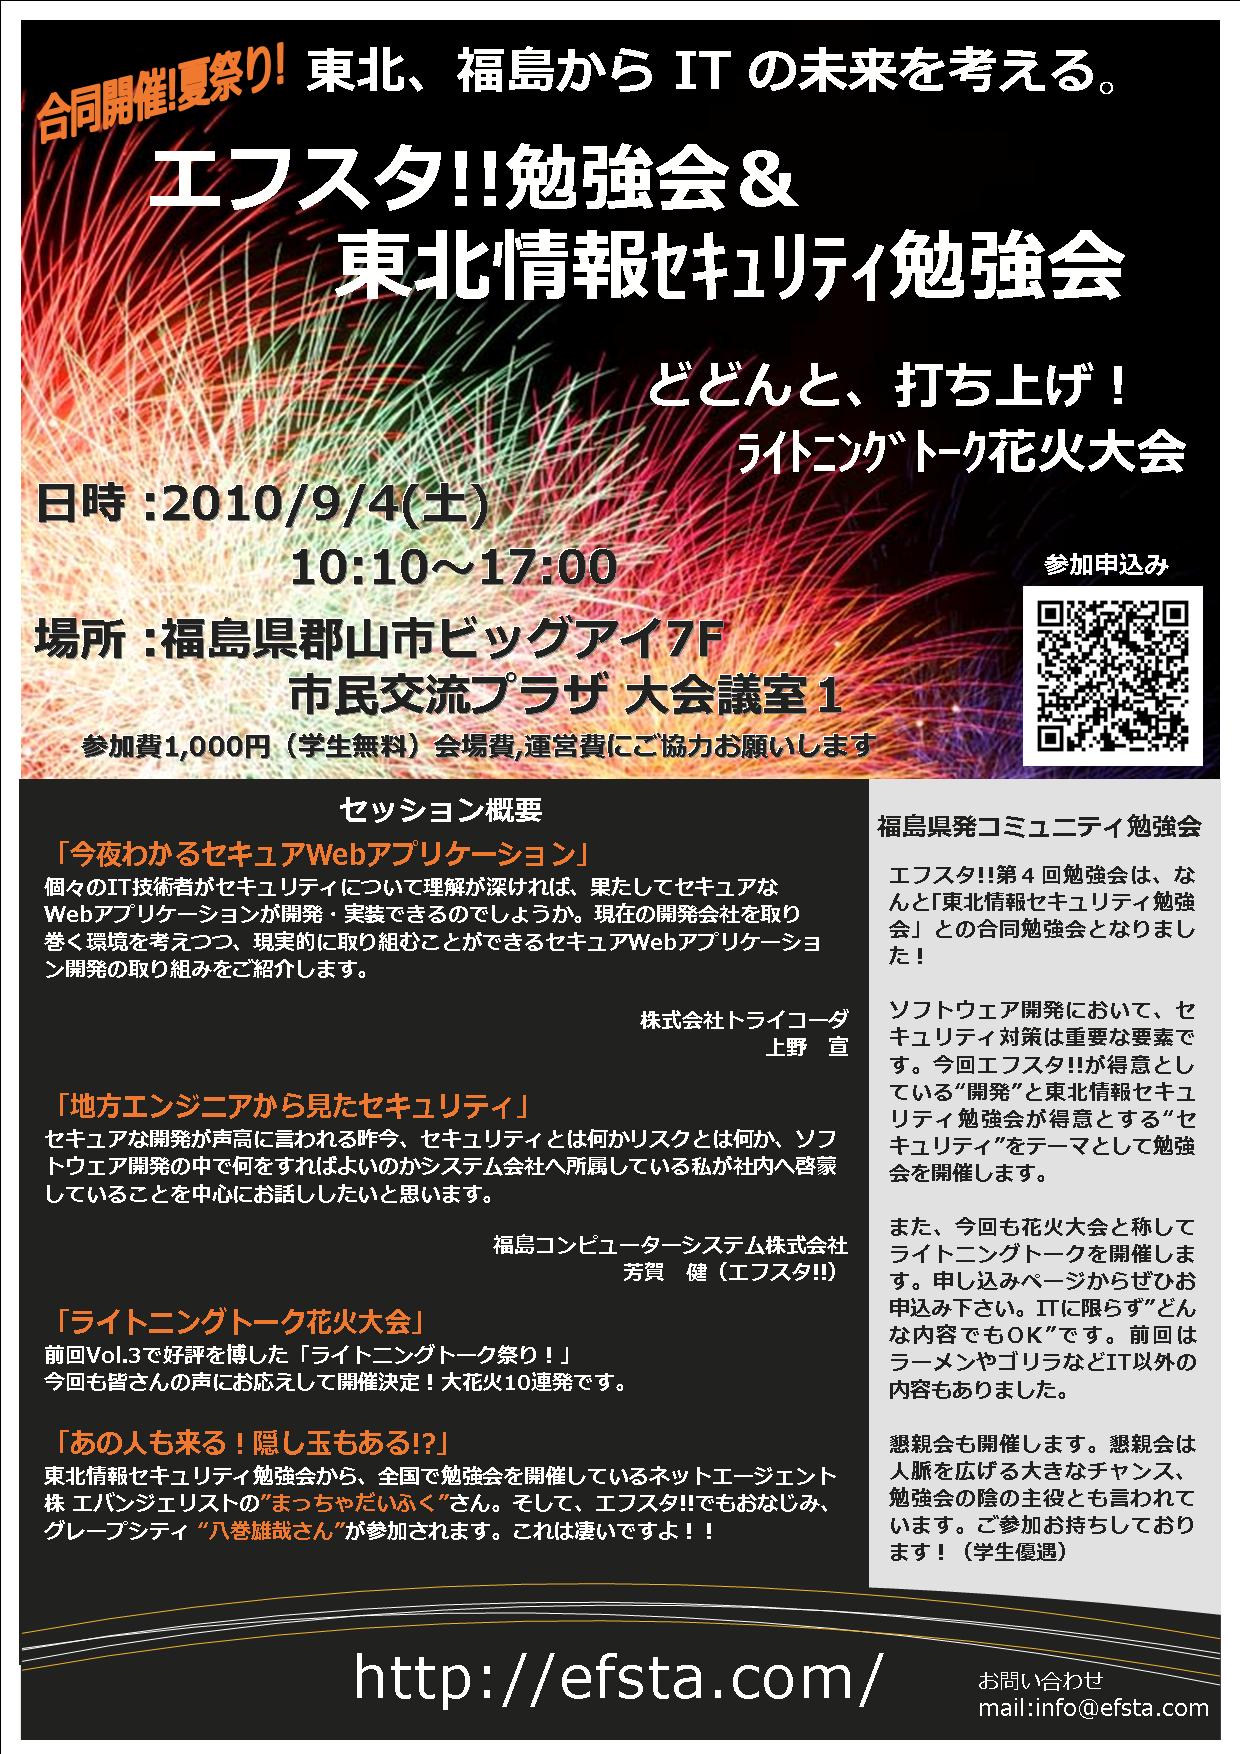 合同開催!夏祭り!
東北、福島から IT の未来を考える。
エフスタ!!勉強会&
東北情報ｾｷｭﾘﾃｨ勉強会
どどんと、打ち上げ！
ﾗｲﾄﾆﾝｸﾞﾄｰｸ花火大会
日時 :2010/9/4(土)
10:10～17:00
場所 :福島県郡山市ビッグアイ7F
市民交流プラザ 大会議室１
参加費1,000円（学生無料）会場費,運営費にご協力お願いします
参加申込み
セッション概要
「今夜わかるセキュアWebアプリケーション」
個々のIT技術者がセキュリティについて理解が深ければ、果たしてセキュアな
Webアプリケーションが開発・実装できるのでしょうか。現在の開発会社を取り
巻く環境を考えつつ、現実的に取り組むことができるセキュアWebアプリケーショ
ン開発の取り組みをご紹介します。
株式会社トライコーダ
上野　宣
「地方エンジニアから見たセキュリティ」
セキュアな開発が声高に言われる昨今、セキュリティとは何かリスクとは何か、ソフ
トウェア開発の中で何をすればよいのかシステム会社へ所属している私が社内へ啓蒙
していることを中心にお話ししたいと思います。
福島コンピューターシステム株式会社
芳賀　健（エフスタ!!）
「ライトニングトーク花火大会」
前回Vol.3で好評を博した「ライトニングトーク祭り！」
今回も皆さんの声にお応えして開催決定！大花火10連発です。
「あの人も来る！隠し玉もある!?」
東北情報セキュリティ勉強会から、全国で勉強会を開催しているネットエージェント
株 エバンジェリストの”まっちゃだいふく”さん。そして、エフスタ!!でもおなじみ、
グレープシティ “八巻雄哉さん”が参加されます。これは凄いですよ！！
福島県発コミュニティ勉強会
エフスタ!!第４回勉強会は、な
んと「東北情報セキュリティ勉強
会」との合同勉強会となりまし
た！
ソフトウェア開発において、セ
キュリティ対策は重要な要素で
す。今回エフスタ!!が得意とし
ている“開発”と東北情報セキュ
リティ勉強会が得意とする“セ
キュリティ”をテーマとして勉強
会を開催します。
また、今回も花火大会と称して
ライトニングトークを開催しま
す。申し込みページからぜひお
申込み下さい。ITに限らず”どん
な内容でもOK”です。前回は
ラーメンやゴリラなどIT以外の
内容もありました。
懇親会も開催します。懇親会は
人脈を広げる大きなチャンス、
勉強会の陰の主役とも言われて
います。ご参加お持ちしており
ます！（学生優遇）
http://efsta.com/
お問い合わせ
mail:info@efsta.com